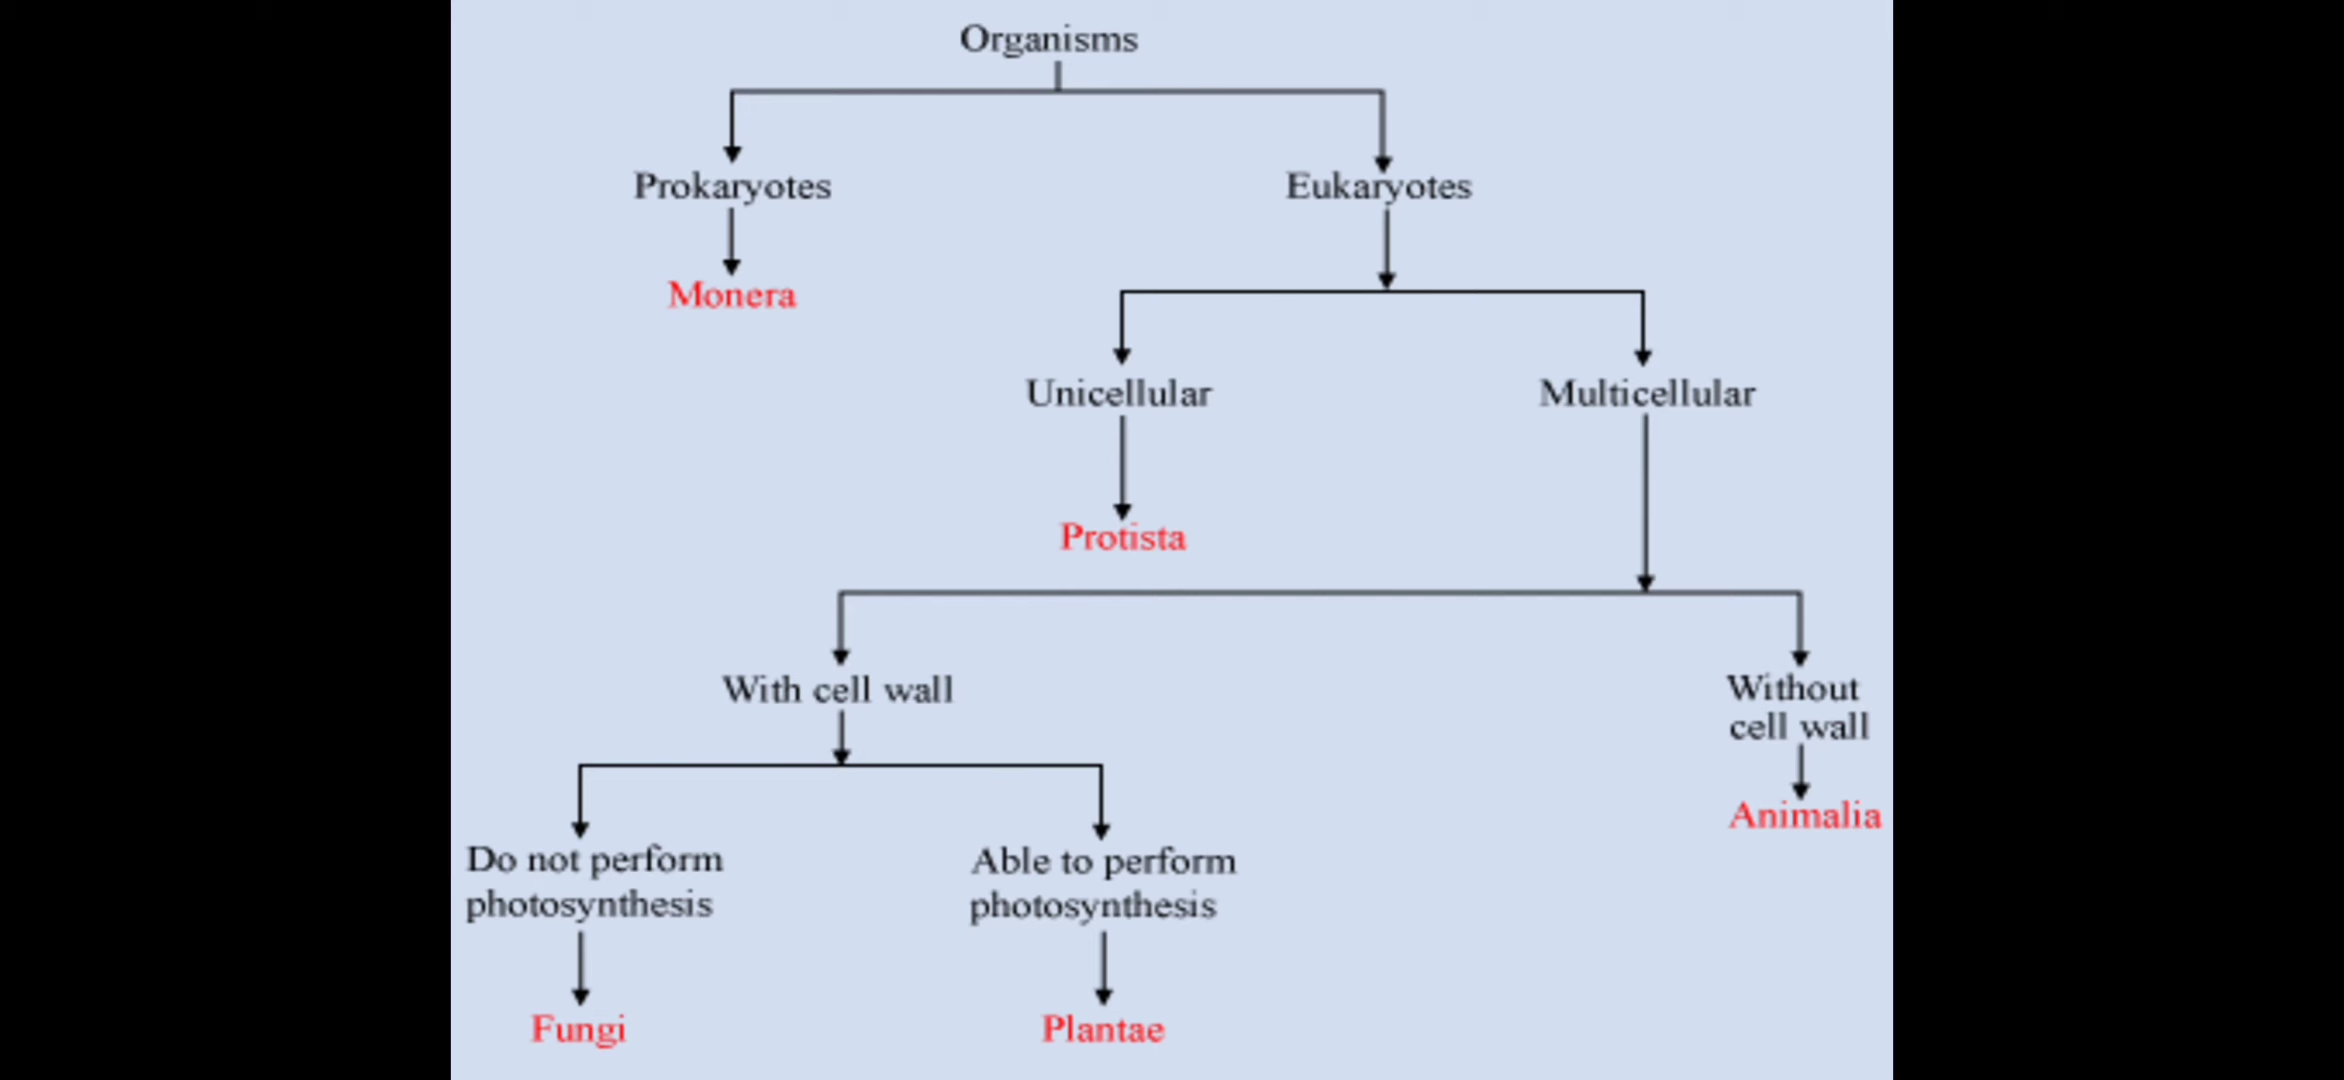 Organisms
Prokaryotes
Eukaryotes
Monera
Unicellular
Multicellular
Protista
With cell wall
Without
cell wall
Animalia
Do not perform
photosynthesis
Able to perform
photosynthesis
Fungi
Plantae